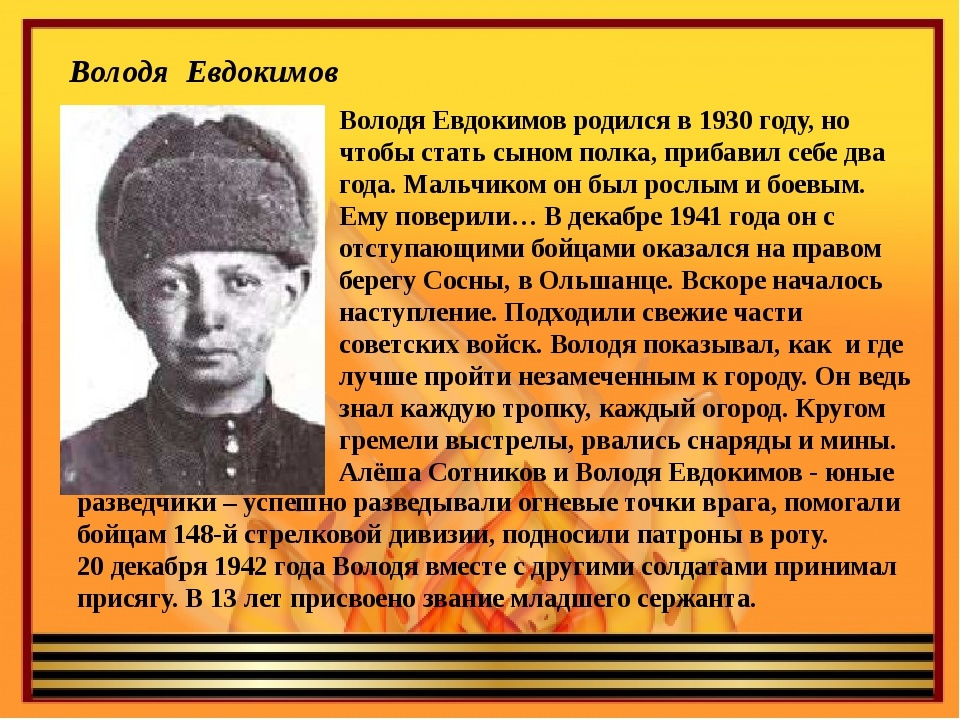 Володя Евдокимов
Володя Евдокимов родился в 1930 году, но
чтобы стать сыном полка, прибавил себе два
года. Мальчиком он был рослым и боевым.
Ему поверили… В декабре 1941 года он с
отступающими бойцами оказался на правом
берегу Сосны, в Ольшанце. Вскоре началось
наступление. Подходили свежие части
советских войск. Володя показывал, как и где
лучше пройти незамеченным к городу. Он ведь
знал каждую тропку, каждый огород. Кругом
гремели выстрелы, рвались снаряды и мины.
Алёша Сотников и Володя Евдокимов - юные
разведчики – успешно разведывали огневые точки врага, помогали
бойцам 148-й стрелковой дивизии, подносили патроны в роту.
20 декабря 1942 года Володя вместе с другими солдатами принимал
присягу. В 13 лет присвоено звание младшего сержанта.